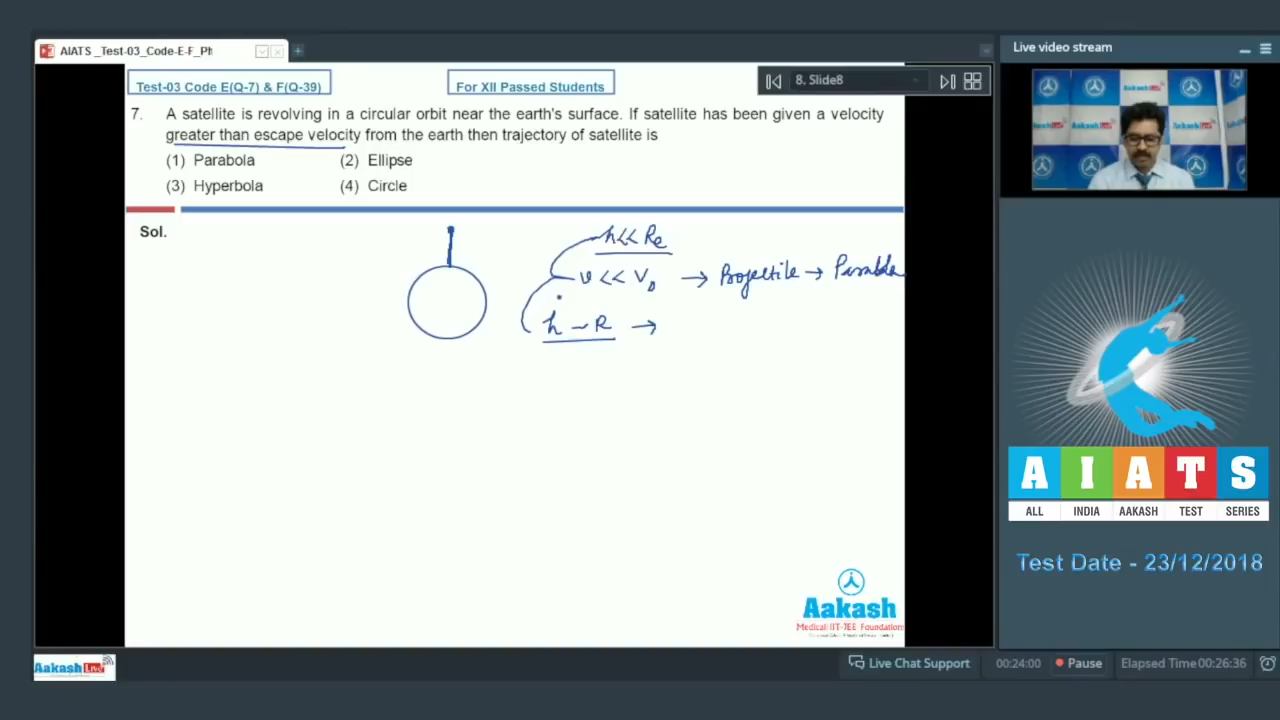 AIATS _Test-03_Code-E-F_Ph
Live video stream
Test-03 Code E(Q-7) & F(Q-39)
For XII Passed Students
8. Slide8
7. A satellite is revolving in a circular orbit near the earth's surface. If satellite has been given a velocity
greater than escape velocity from the earth then trajectory of satellite is
(1) Parabola (2) Ellipse
(3) Hyperbola (4) Circle
Sol.
h<< Re
v << V₀ → Projectile → Parabola
h ~ R →
A I A T S
ALL INDIA AAKASH TEST SERIES
Test Date - 23/12/2018
Aakash
Medical|IIT-JEE|Foundations
Aakash Live
Live Chat Support
00:24:00
Pause
Elapsed Time 00:26:36